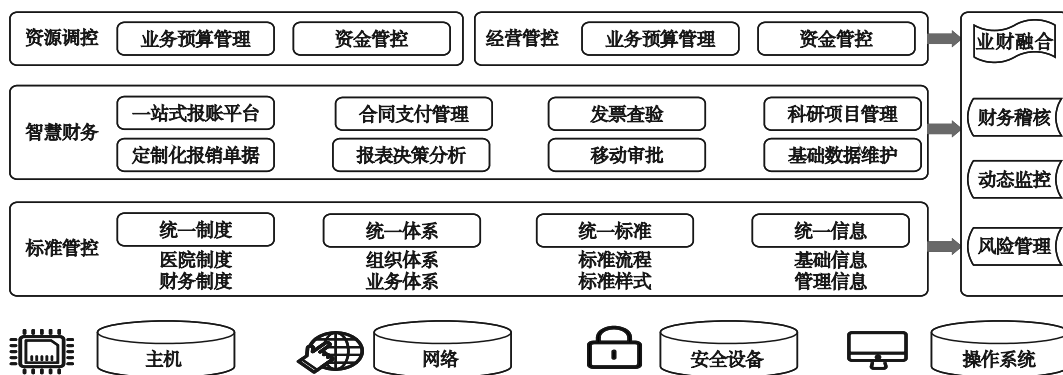 资源调控 业务预算管理 资金管控 经营管控 业务预算管理 资金管控 业财融合
智慧财务 一站式报账平台 合同支付管理 发票查验 科研项目管理 财务稽核
定制化报销单据 报表决策分析 移动审批 基础数据维护 动态监控
标准管控 统一制度 统一体系 统一标准 统一信息 风险管理
医院制度 组织体系 标准流程 基础信息
财务制度 业务体系 标准样式 管理信息
主机 网络 安全设备 操作系统